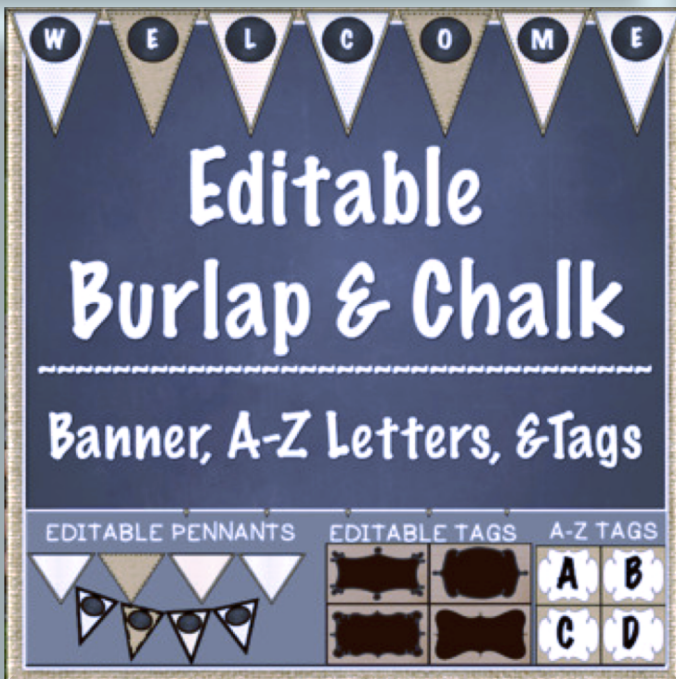 W E L C O M E
Editable
Burlap & Chalk
~~~~~~~~~~~~~~~~~~~~~~~~~~~~~~~~~~~~
Banner, A-Z Letters, &Tags
EDITABLE PENNANTS EDITABLE TAGS A-Z TAGS
A B
C D